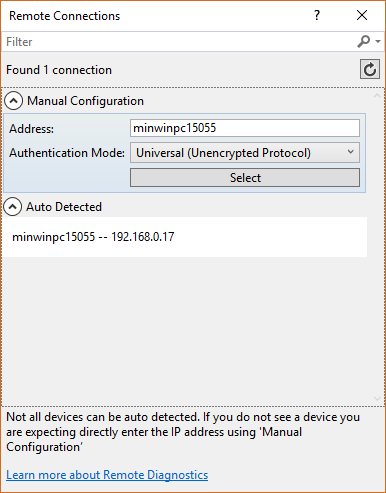 Remote Connections
Filter
Found 1 connection
Manual Configuration
Address: minwinpc15055
Authentication Mode: Universal (Unencrypted Protocol)
Select
Auto Detected
minwinpc15055 -- 192.168.0.17
Not all devices can be auto detected. If you do not see a device you
are expecting directly enter the IP address using 'Manual
Configuration'
Learn more about Remote Diagnostics